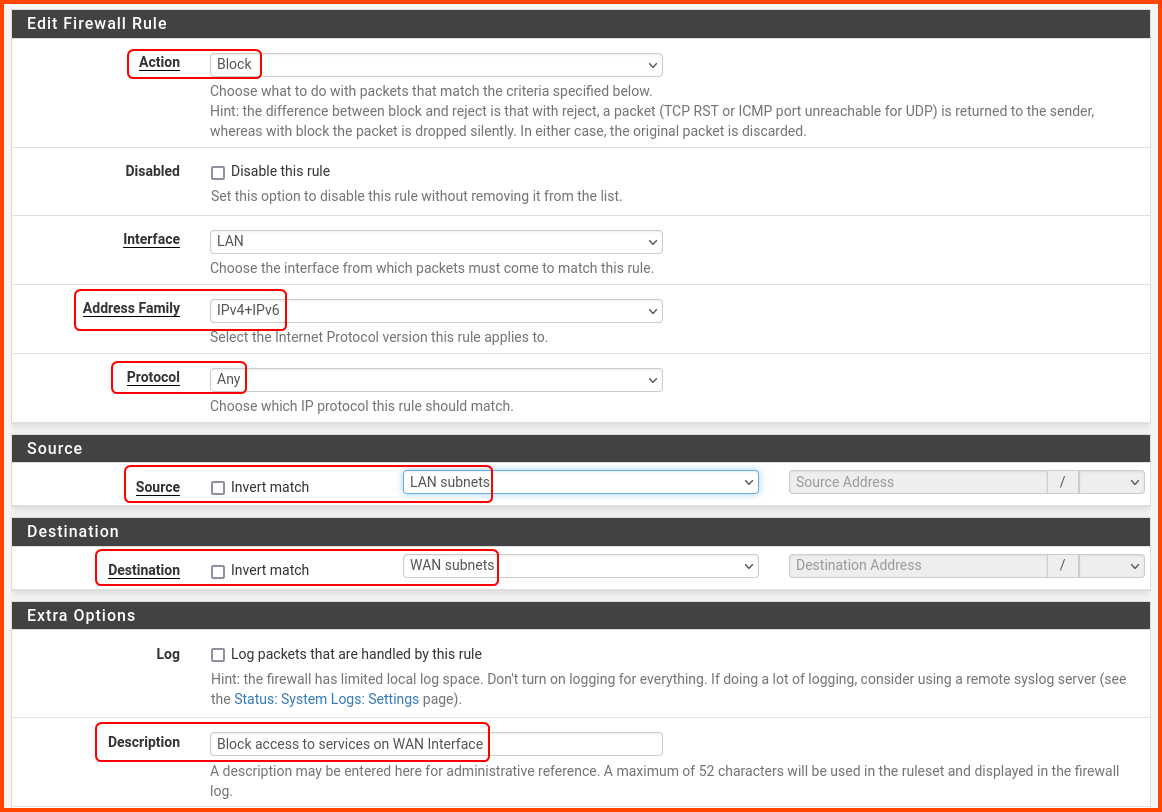 Edit Firewall Rule
Action
Block
Choose what to do with packets that match the criteria specified below.
Hint: the difference between block and reject is that with reject, a packet (TCP RST or ICMP port unreachable for UDP) is returned to the sender,
whereas with block the packet is dropped silently. In either case, the original packet is discarded.
Disabled
Disable this rule
Set this option to disable this rule without removing it from the list.
Interface
LAN
Choose the interface from which packets must come to match this rule.
Address Family
IPv4+IPv6
Select the Internet Protocol version this rule applies to.
Protocol
Any
Choose which IP protocol this rule should match.
Source
Source
Invert match
LAN subnets
Source Address
/
Destination
Destination
Invert match
WAN subnets
Destination Address
/
Extra Options
Log
Log packets that are handled by this rule
Hint: the firewall has limited local log space. Don't turn on logging for everything. If doing a lot of logging, consider using a remote syslog server (see
the Status: System Logs: Settings page).
Description
Block access to services on WAN Interface
A description may be entered here for administrative reference. A maximum of 52 characters will be used in the ruleset and displayed in the firewall
log.